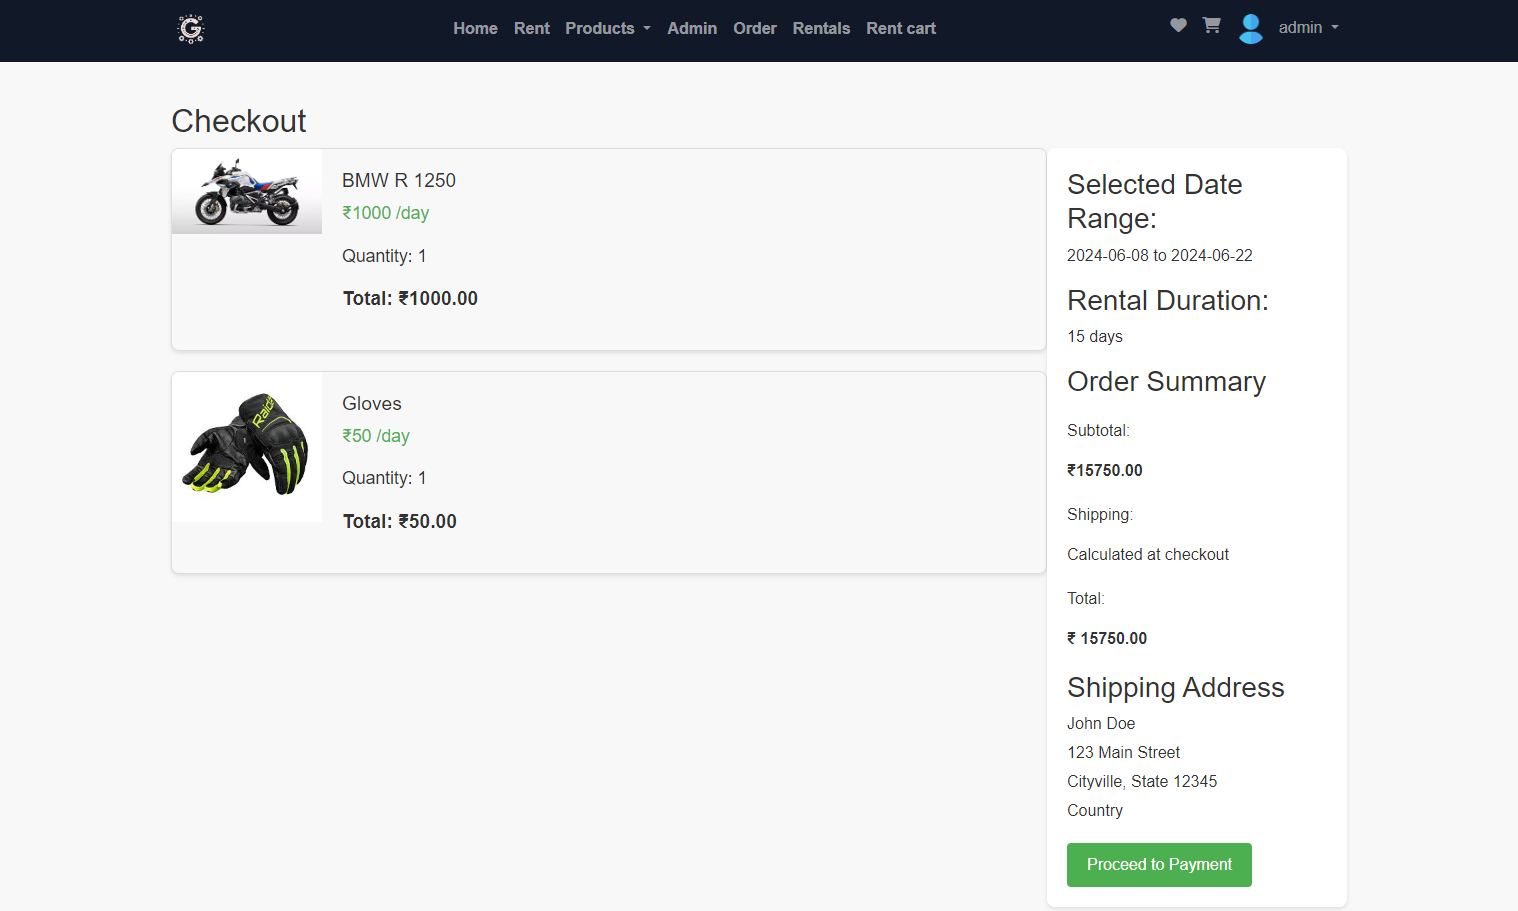 G
Home Rent Products Admin Order Rentals Rent cart
admin
Checkout
BMW R 1250
₹1000 /day
Quantity: 1
Total: ₹1000.00
Gloves
₹50 /day
Quantity: 1
Total: ₹50.00
Selected Date
Range:
2024-06-08 to 2024-06-22
Rental Duration:
15 days
Order Summary
Subtotal:
₹15750.00
Shipping:
Calculated at checkout
Total:
₹ 15750.00
Shipping Address
John Doe
123 Main Street
Cityville, State 12345
Country
Proceed to Payment